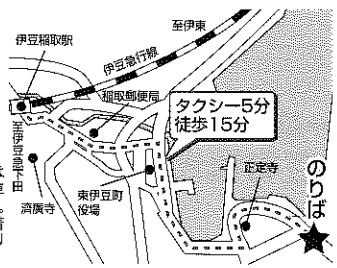 至伊東
伊豆稲取駅
伊豆急行線
稲取郵便局
タクシー5分
徒歩15分
至伊豆急下田
東伊豆町
役場
正定寺
のりば
濟廣寺